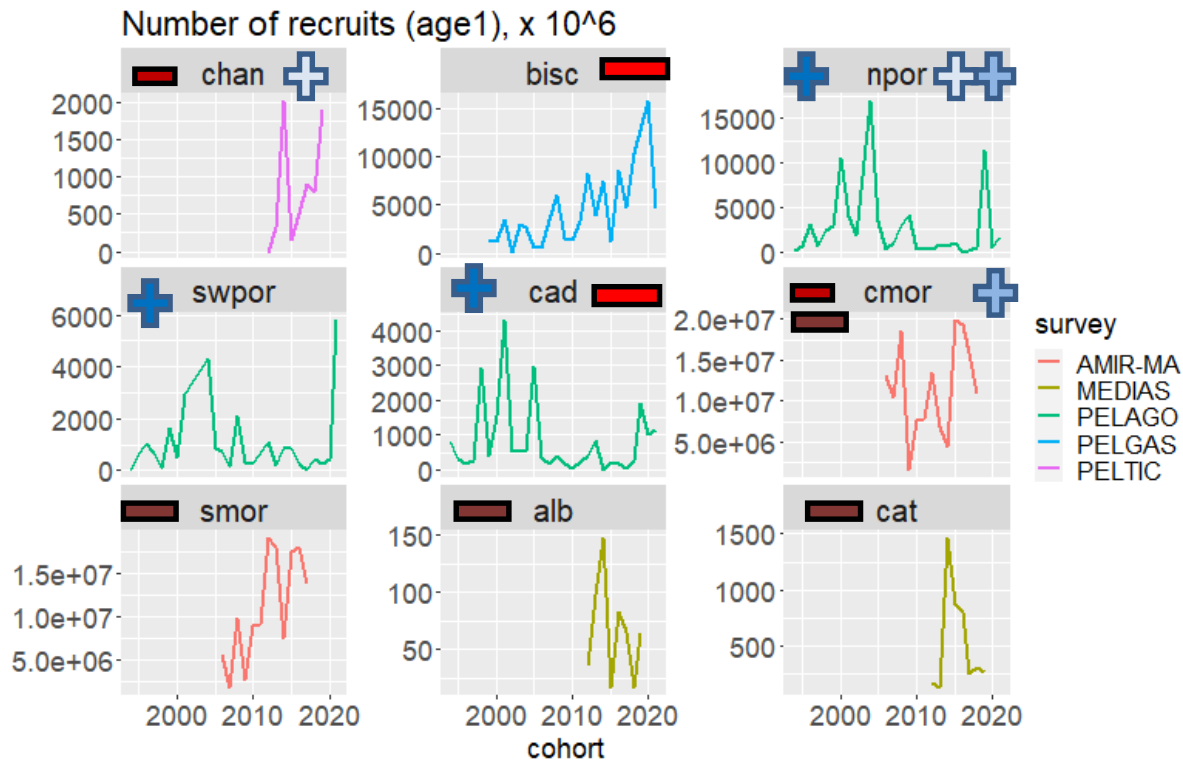 Number of recruits (age1), x 10^6
chan
bisc
npor
2000
1500
1000
500
0
15000
10000
5000
0
15000
10000
5000
0
swpor
cad
cmor
6000
4000
2000
0
4000
3000
2000
1000
0
2.0e+07
1.5e+07
1.0e+07
5.0e+06
survey
AMIR-MA
MEDIAS
PELAGO
PELGAS
PELTIC
smor
alb
cat
1.5e+07
1.0e+07
5.0e+06
150
100
50
1500
1000
500
2000 2010 2020
2000 2010 2020
2000 2010 2020
cohort